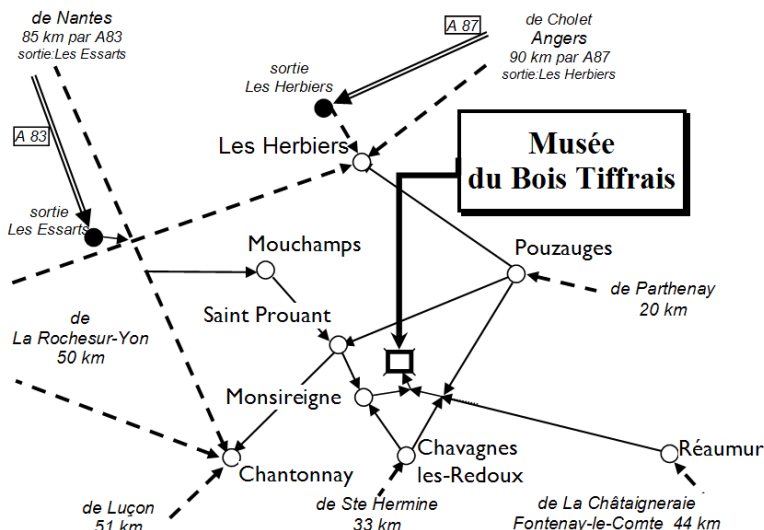 de Nantes
85 km par A83
sortie:Les Essarts
A 87
de Cholet
Angers
90 km par A87
sortie:Les Herbiers
sortie
Les Herbiers
A 83
Les Herbiers
Musée
du Bois Tiffrais
sortie
Les Essarts
Mouchamps
Pouzauges
de Parthenay
20 km
Saint Prouant
de
La Rochesur-Yon
50 km
Monsireigne
Chavagnes
les-Redoux
Réaumur
Chantonnay
de Luçon
51 km
de Ste Hermine
33 km
de La Châtaigneraie
Fontenay-le-Comte 44 km